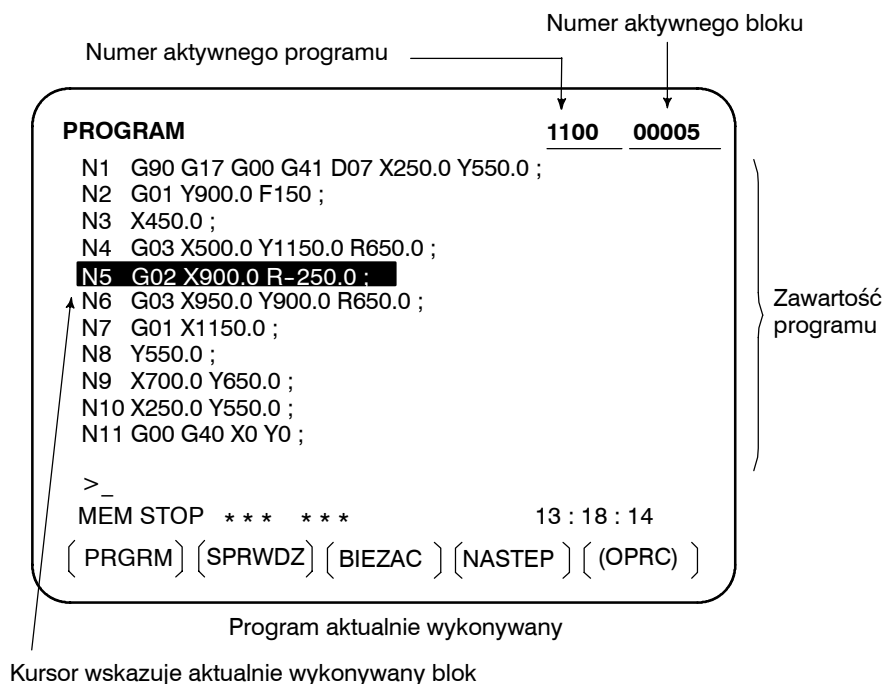 Numer aktywnego bloku
Numer aktywnego programu
PROGRAM 1100 00005
N1 G90 G17 G00 G41 D07 X250.0 Y550.0 ;
N2 G01 Y900.0 F150 ;
N3 X450.0 ;
N4 G03 X500.0 Y1150.0 R650.0 ;
N5 G02 X900.0 R-250.0 ;
N6 G03 X950.0 Y900.0 R650.0 ;
N7 G01 X1150.0 ;
N8 Y550.0 ;
N9 X700.0 Y650.0 ;
N10 X250.0 Y550.0 ;
N11 G00 G40 X0 Y0 ;
Zawartość
programu
>_
MEM STOP * * * * * * 13 : 18 : 14
PRGRM SPRWDZ BIEZAC NASTEP (OPRC)
Program aktualnie wykonywany
Kursor wskazuje aktualnie wykonywany blok